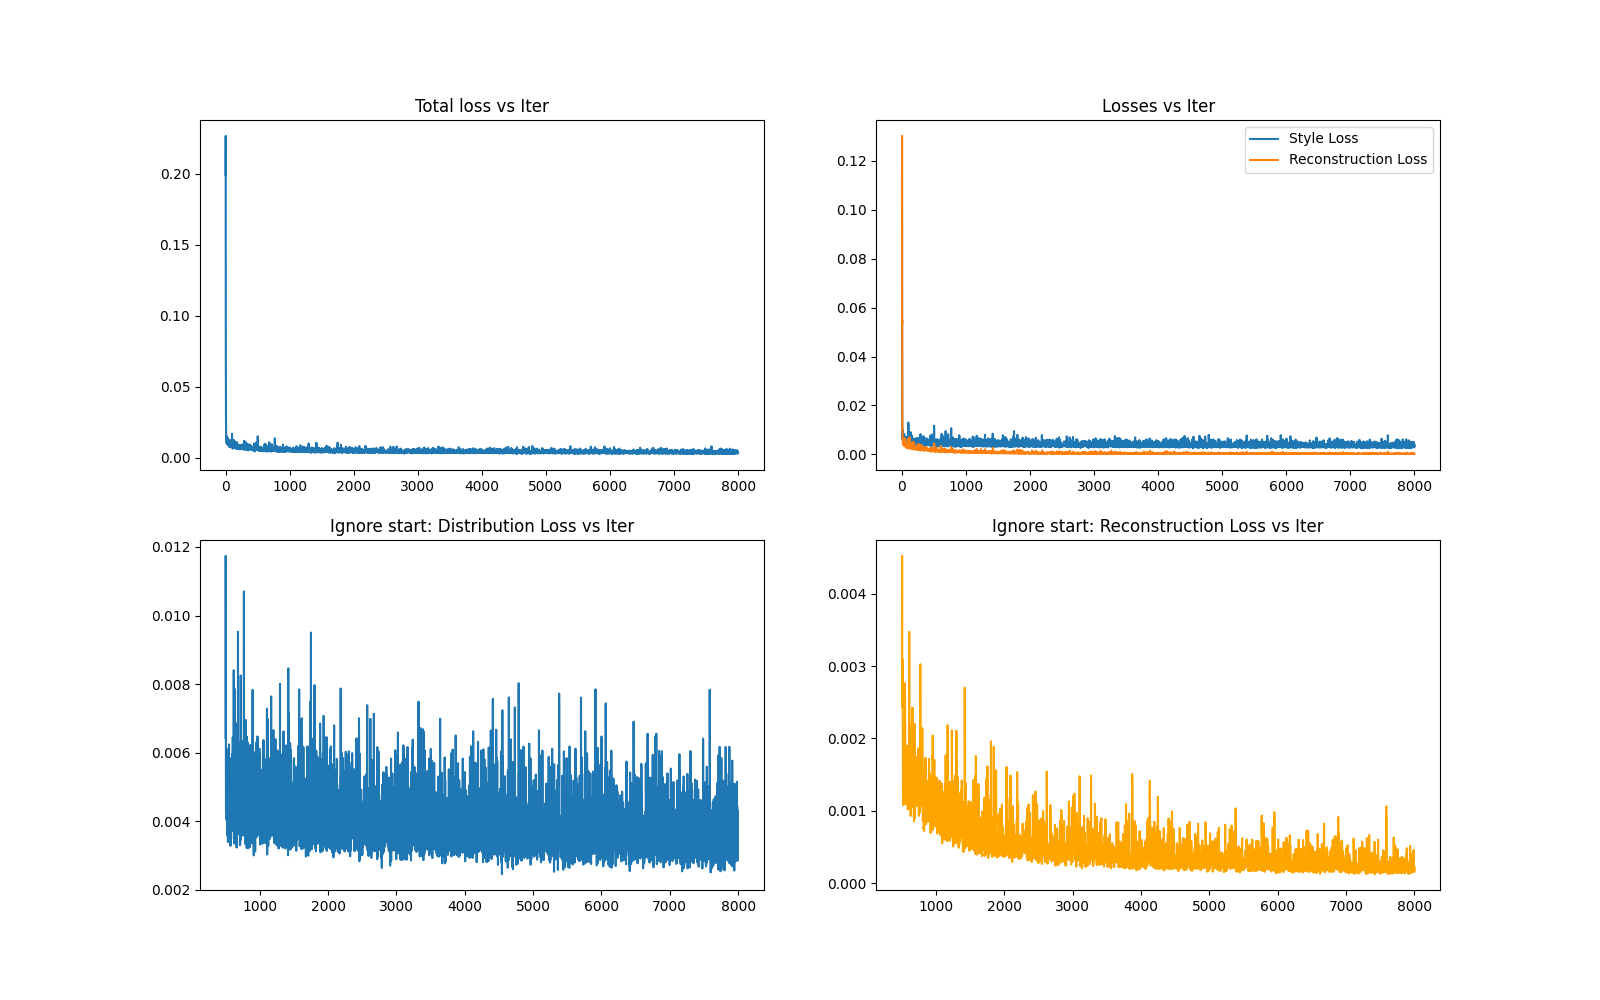 Total loss vs Iter
0.20
0.15
0.10
0.05
0.00
0 1000 2000 3000 4000 5000 6000 7000 8000
Losses vs Iter
Style Loss
Reconstruction Loss
0.12
0.10
0.08
0.06
0.04
0.02
0.00
0 1000 2000 3000 4000 5000 6000 7000 8000
Ignore start: Distribution Loss vs Iter
0.012
0.010
0.008
0.006
0.004
0.002
1000 2000 3000 4000 5000 6000 7000 8000
Ignore start: Reconstruction Loss vs Iter
0.004
0.003
0.002
0.001
0.000
1000 2000 3000 4000 5000 6000 7000 8000